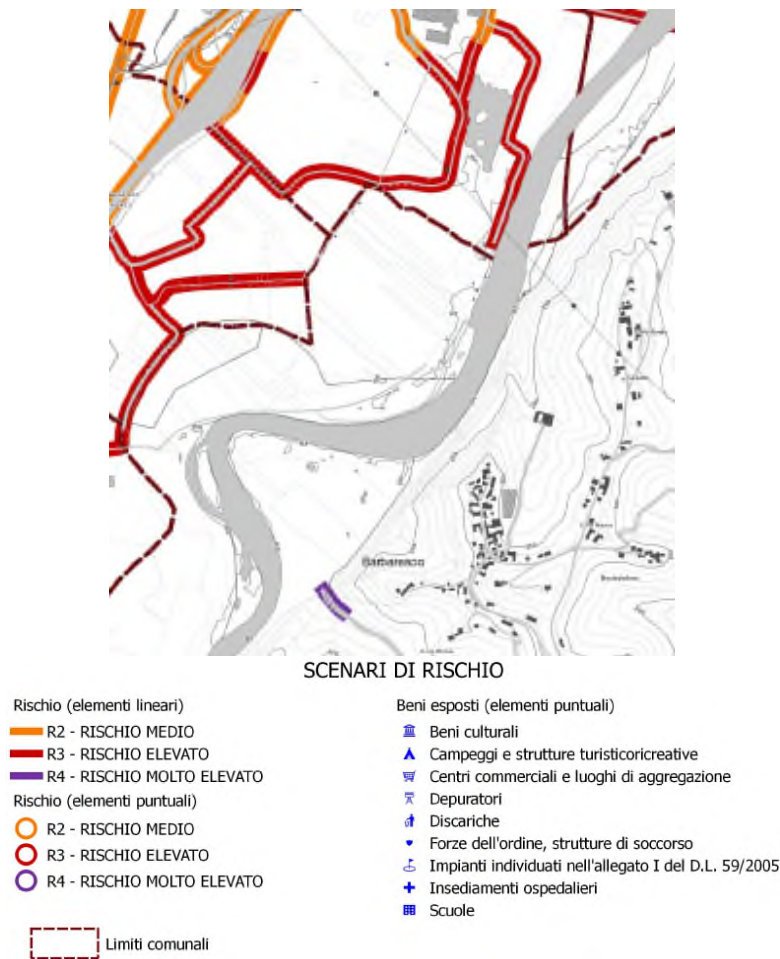 Barbaresco
SCENARI DI RISCHIO
Rischio (elementi lineari)
R2 - RISCHIO MEDIO
R3 - RISCHIO ELEVATO
R4 - RISCHIO MOLTO ELEVATO
Rischio (elementi puntuali)
R2 - RISCHIO MEDIO
R3 - RISCHIO ELEVATO
R4 - RISCHIO MOLTO ELEVATO
Limiti comunali
Beni esposti (elementi puntuali)
Beni culturali
Campeggi e strutture turisticoricreative
Centri commerciali e luoghi di aggregazione
Depuratori
Discariche
Forze dell'ordine, strutture di soccorso
Impianti individuati nell'allegato I del D.L. 59/2005
Insediamenti ospedalieri
Scuole